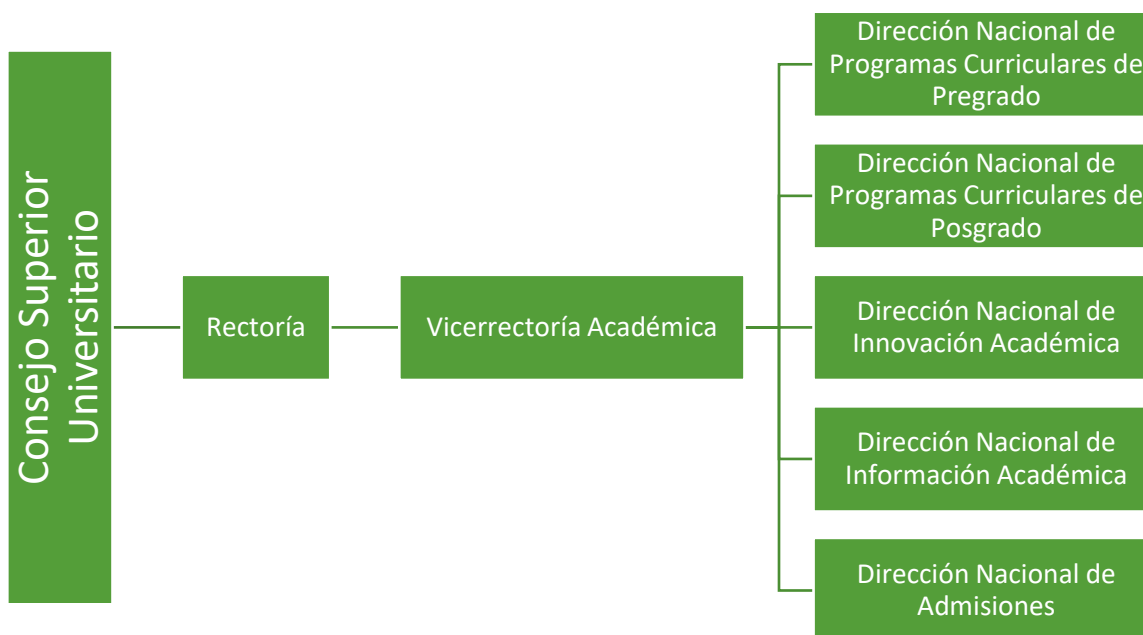 Consejo Superior
Universitario
Rectoría
Vicerrectoría Académica
Dirección Nacional de
Programas Curriculares de
Pregrado
Dirección Nacional de
Programas Curriculares de
Posgrado
Dirección Nacional de
Innovación Académica
Dirección Nacional de
Información Académica
Dirección Nacional de
Admisiones